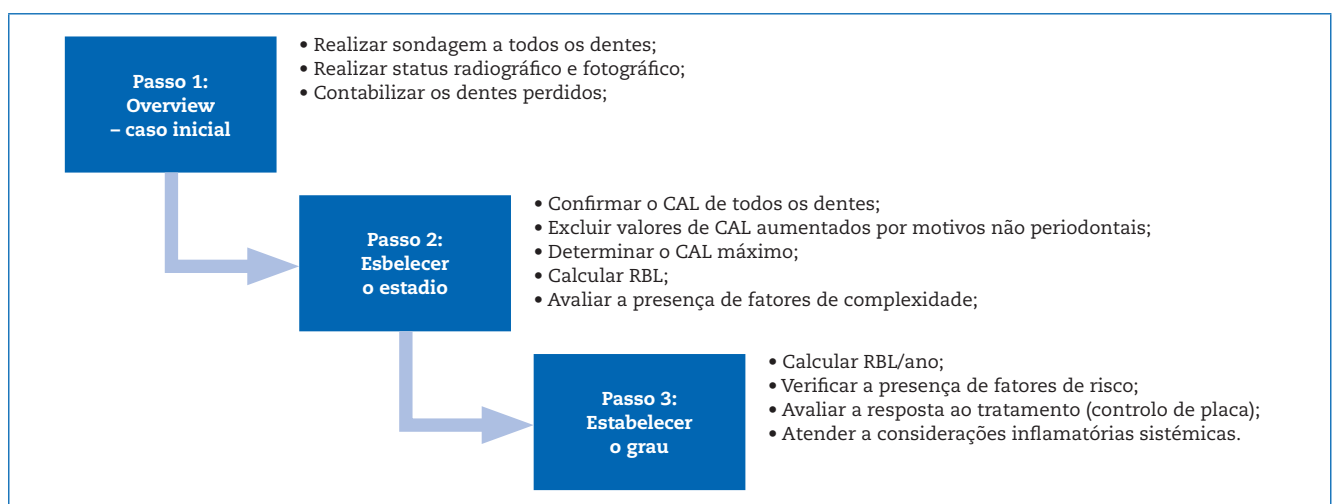 Passo 1:
Overview
– caso inicial
• Realizar sondagem a todos os dentes;
• Realizar status radiográfico e fotográfico;
• Contabilizar os dentes perdidos;
Passo 2:
Esbelecer
o estadio
• Confirmar o CAL de todos os dentes;
• Excluir valores de CAL aumentados por motivos não periodontais;
• Determinar o CAL máximo;
• Calcular RBL;
• Avaliar a presença de fatores de complexidade;
Passo 3:
Estabelecer
o grau
• Calcular RBL/ano;
• Verificar a presença de fatores de risco;
• Avaliar a resposta ao tratamento (controlo de placa);
• Atender a considerações inflamatórias sistémicas.